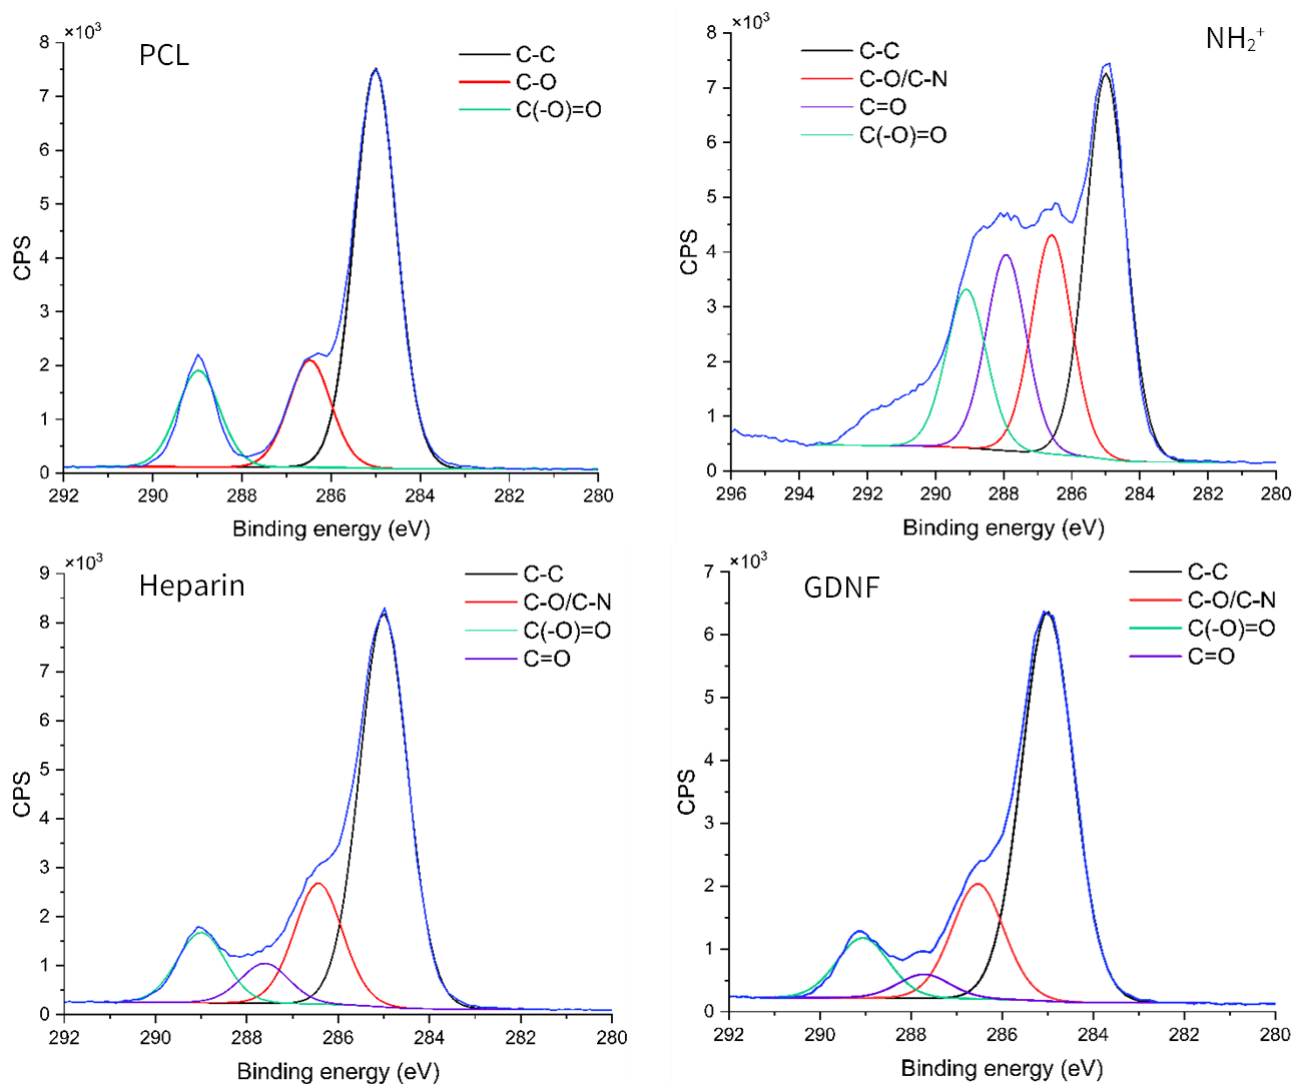 ×10³
PCL
C-C
C-O
C(-O)=O
8
7
6
5
4
3
2
1
0
CPS
292 290 288 286 284 282 280
Binding energy (eV)
×10³
NH₂⁺
C-C
C-O/C-N
C=O
C(-O)=O
8
7
6
5
4
3
2
1
0
CPS
296 294 292 290 288 286 284 282 280
Binding energy (eV)
×10³
Heparin
C-C
C-O/C-N
C(-O)=O
C=O
9
8
7
6
5
4
3
2
1
0
CPS
292 290 288 286 284 282 280
Binding energy (eV)
×10³
GDNF
C-C
C-O/C-N
C(-O)=O
C=O
7
6
5
4
3
2
1
0
CPS
292 290 288 286 284 282 280
Binding energy (eV)